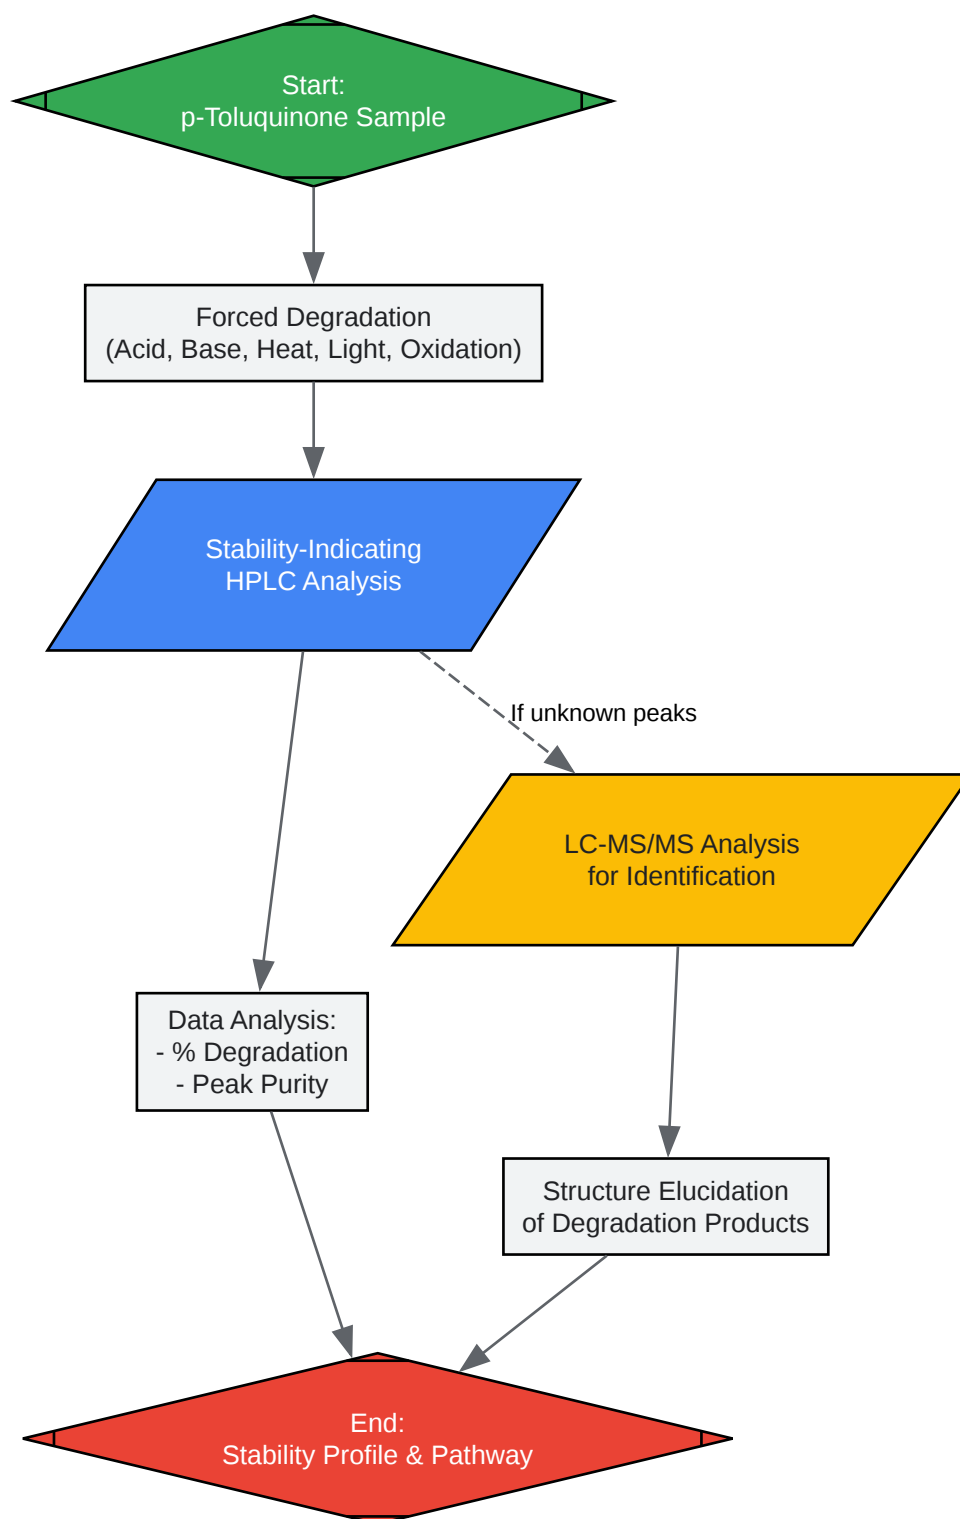 Start:
p-Toluquinone Sample
Forced Degradation
(Acid, Base, Heat, Light, Oxidation)
Stability-Indicating
HPLC Analysis
If unknown peaks
LC-MS/MS Analysis
for Identification
Data Analysis:
- % Degradation
- Peak Purity
Structure Elucidation
of Degradation Products
End:
Stability Profile & Pathway